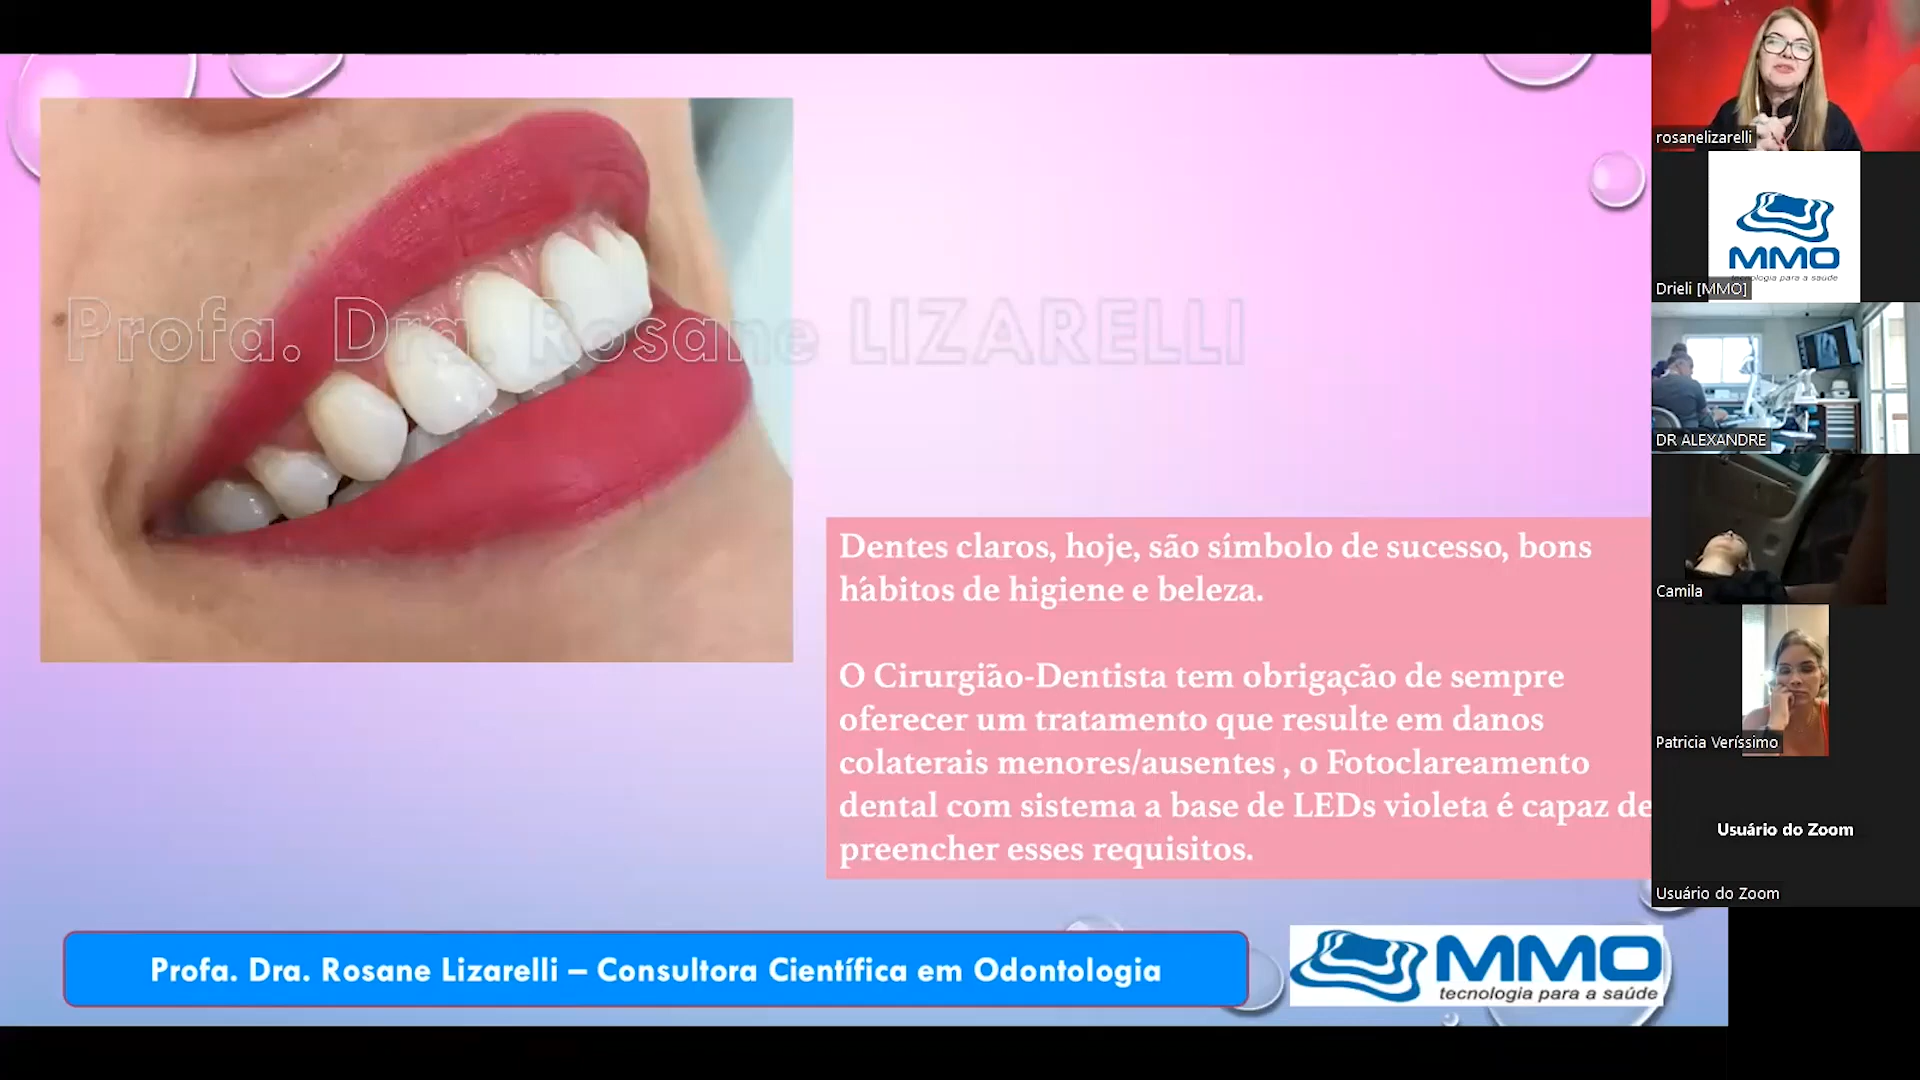 Profa. Dra. Rosane LIZARELLI
Dentes claros, hoje, são símbolo de sucesso, bons
hábitos de higiene e beleza.
O Cirurgião-Dentista tem obrigação de sempre
oferecer um tratamento que resulte em danos
colaterais menores/ausentes , o Fotoclareamento
dental com sistema a base de LEDs violeta é capaz de
preencher esses requisitos.
Profa. Dra. Rosane Lizarelli – Consultora Científica em Odontologia
MMO
tecnologia para a saúde
rosanelizarelli
MMO
tecnologia para a saúde
Drieli [MMO]
DR ALEXANDRE
Camila
Patricia Veríssimo
Usuário do Zoom
Usuário do Zoom